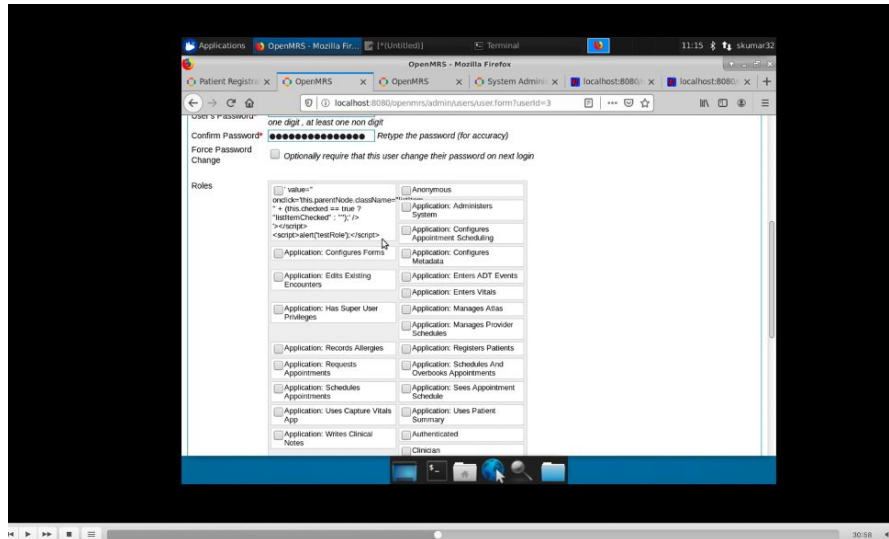 Applications OpenMRS - Mozilla Fir... [*(Untitled)] Terminal 11:15 skumar32
OpenMRS - Mozilla Firefox
Patient Registra OpenMRS OpenMRS System Adminis localhost:8080/ localhost:8080/
localhost:8080/openmrs/admin/users/user.form?userId=3
User's Password* one digit , at least one non digit
Confirm Password* Retype the password (for accuracy)
Force Password Change Optionally require that this user change their password on next login
Roles
' value="
onclick='this.parentNode.className="listItem
" + (this.checked == true ?
"listItemChecked" : "");' />
'></script>
<script>alert('testRole');</script>
Anonymous
Application: Administers
System
Application: Configures
Appointment Scheduling
Application: Configures Forms
Application: Configures
Metadata
Application: Edits Existing
Encounters
Application: Enters ADT Events
Application: Enters Vitals
Application: Has Super User
Privileges
Application: Manages Atlas
Application: Manages Provider
Schedules
Application: Records Allergies
Application: Registers Patients
Application: Requests
Appointments
Application: Schedules And
Overbooks Appointments
Application: Schedules
Appointments
Application: Sees Appointment
Schedule
Application: Uses Capture Vitals
App
Application: Uses Patient
Summary
Application: Writes Clinical
Notes
Authenticated
Clinician
30:58